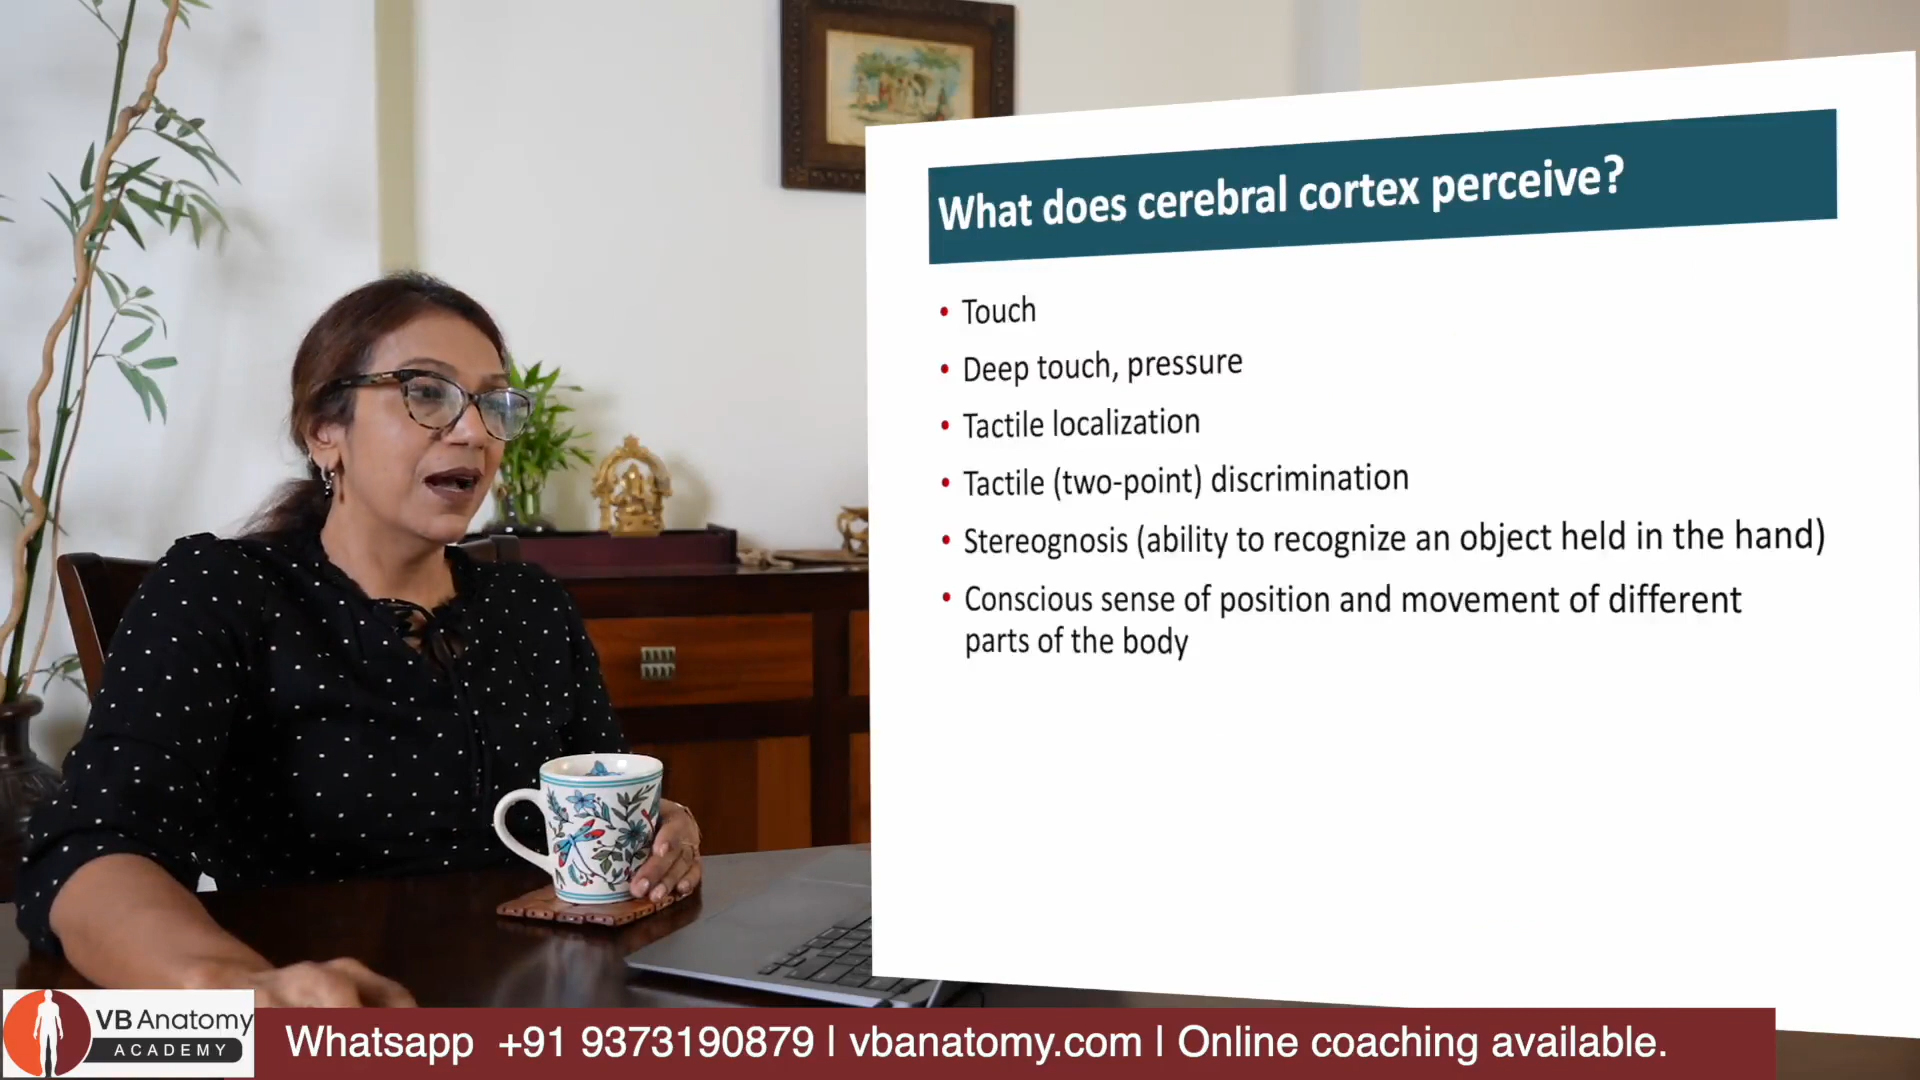 What does cerebral cortex perceive?
• Touch
• Deep touch, pressure
• Tactile localization
• Tactile (two-point) discrimination
• Stereognosis (ability to recognize an object held in the hand)
• Conscious sense of position and movement of different
parts of the body
VB Anatomy
ACADEMY
Whatsapp +91 9373190879 | vbanatomy.com | Online coaching available.